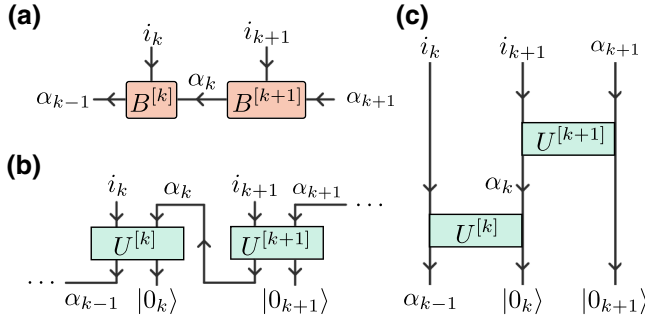 (a)
i_k i_{k+1}
α_{k-1} B^{[k]} α_k B^{[k+1]} α_{k+1}
(b)
i_k α_k i_{k+1} α_{k+1} ···
U^{[k]} U^{[k+1]}
··· α_{k-1} |0_k⟩ |0_{k+1}⟩
(c)
i_k i_{k+1} α_{k+1}
U^{[k+1]}
α_k
U^{[k]}
α_{k-1} |0_k⟩ |0_{k+1}⟩